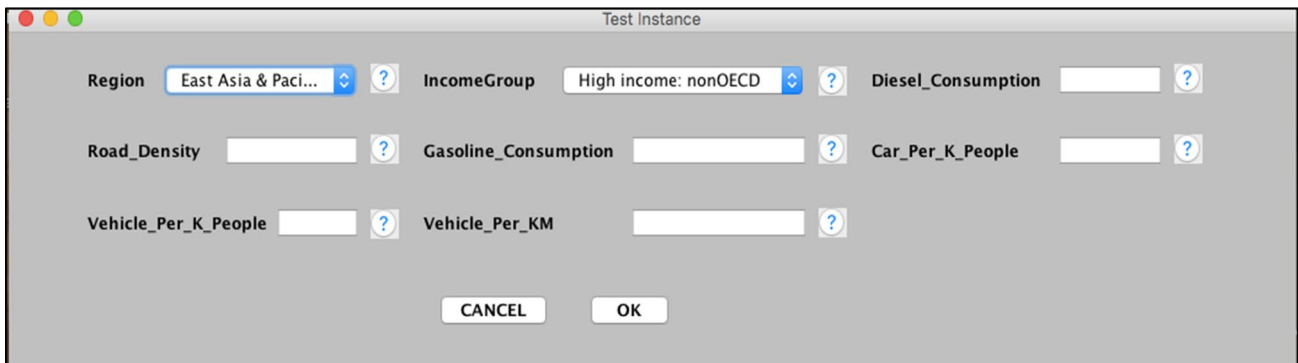 Test Instance
Region East Asia & Paci... ? IncomeGroup High income: nonOECD ? Diesel_Consumption ?
Road_Density ? Gasoline_Consumption ? Car_Per_K_People ?
Vehicle_Per_K_People ? Vehicle_Per_KM ?
CANCEL OK